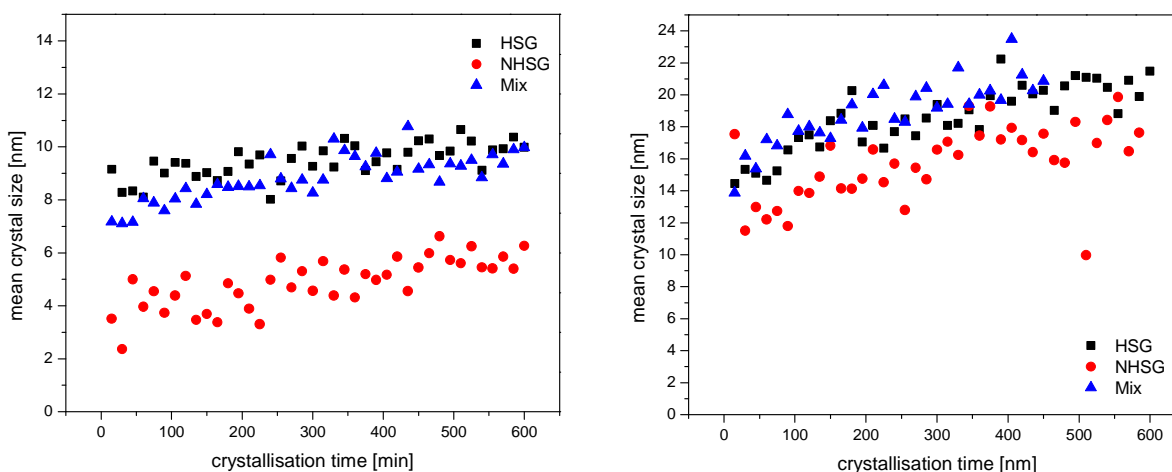 14
12
10
8
6
4
2
0
mean crystal size [nm]
HSG
NHSG
Mix
0 100 200 300 400 500 600
crystallisation time [min]
24
22
20
18
16
14
12
10
8
6
4
2
0
mean crystal size [nm]
HSG
NHSG
Mix
0 100 200 300 400 500 600
crystallisation time [nm]